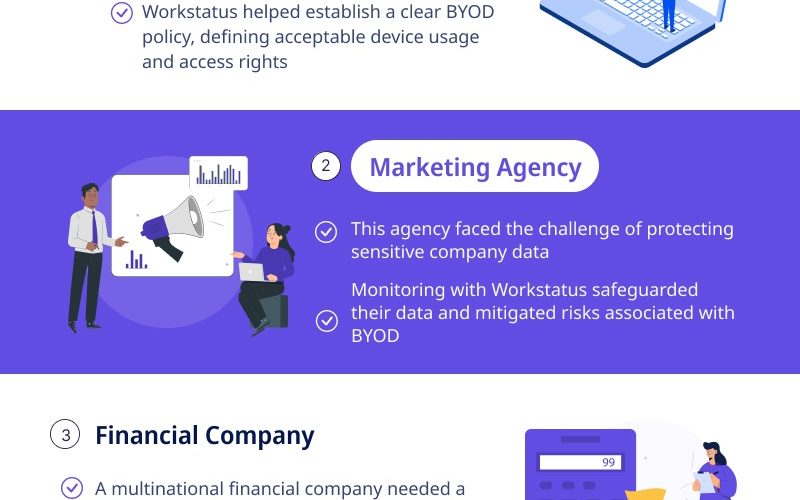 Workstatus helped establish a clear BYOD
policy, defining acceptable device usage
and access rights
2
Marketing Agency
This agency faced the challenge of protecting
sensitive company data
Monitoring with Workstatus safeguarded
their data and mitigated risks associated with
BYOD
3
Financial Company
99
A multinational financial company needed a